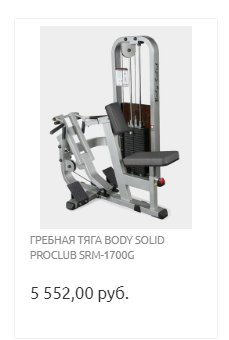 ГРЕБНАЯ ТЯГА BODY SOLID
PROCLUB SRM-1700G
5 552,00 руб.